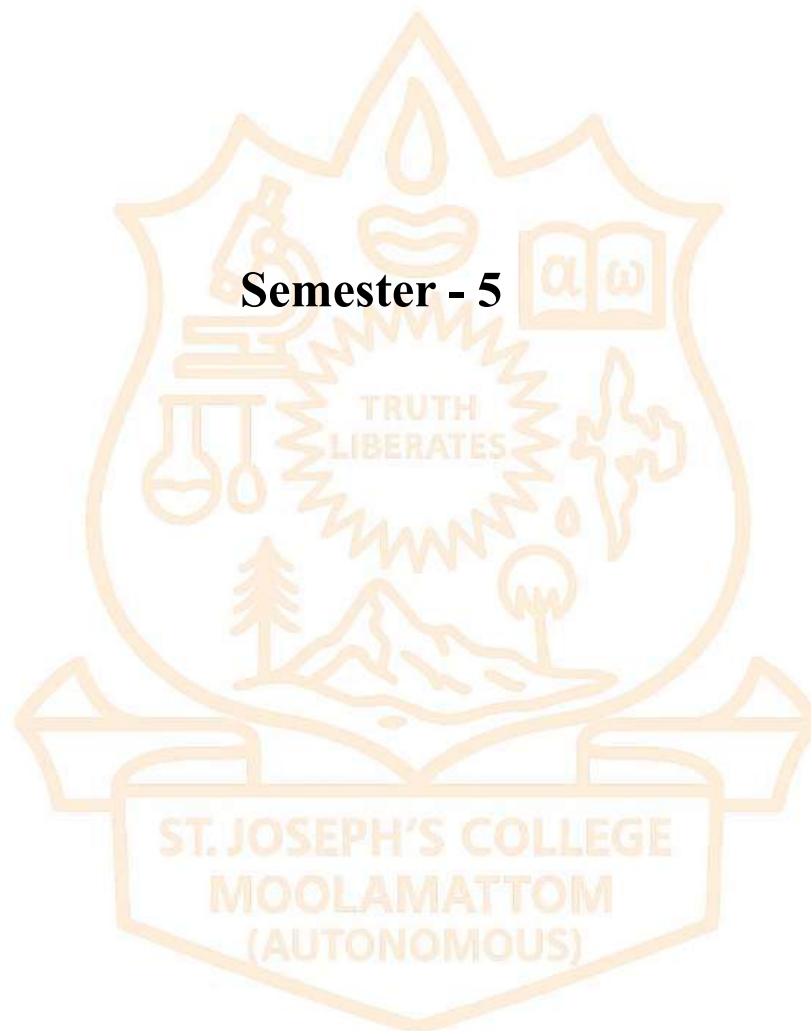 Semester - 5
α ω
TRUTH
LIBERATES
ST. JOSEPH'S COLLEGE
MOOLAMATTOM
(AUTONOMOUS)